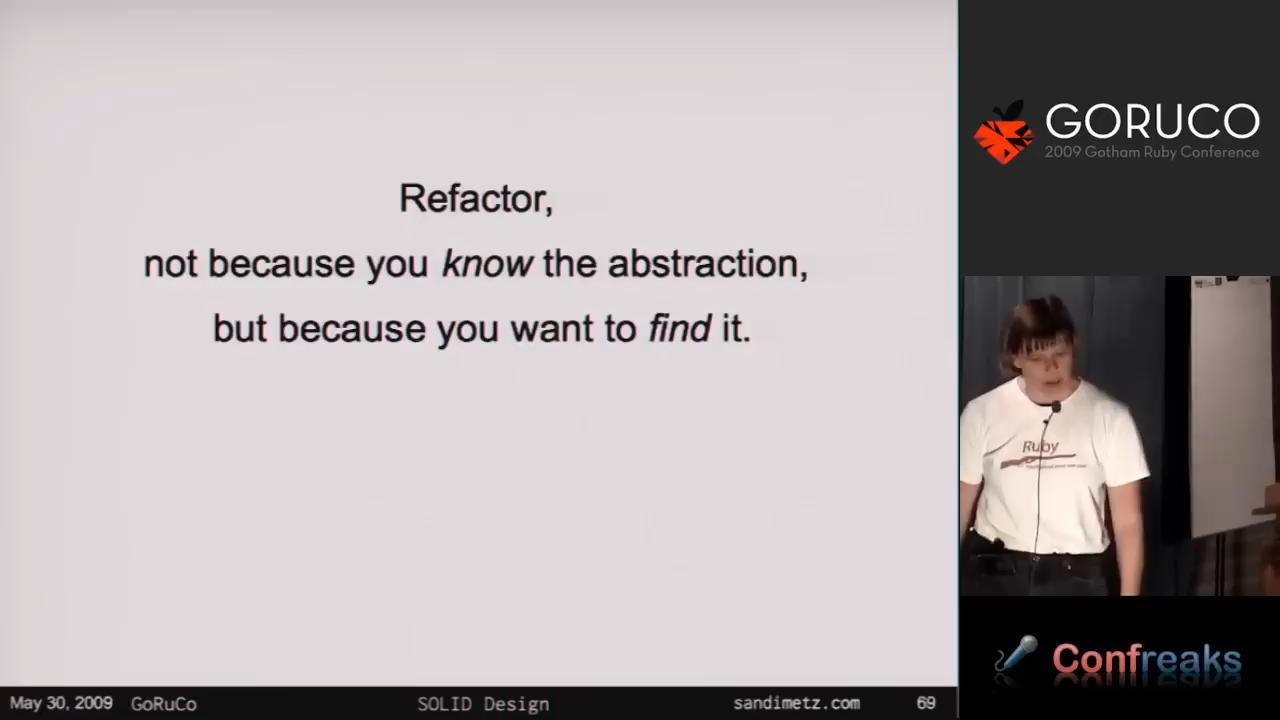 Refactor,
not because you know the abstraction,
but because you want to find it.
May 30, 2009 GoRuCo SOLID Design sandimetz.com 69
GORUCO
2009 Gotham Ruby Conference
Ruby
Confreaks